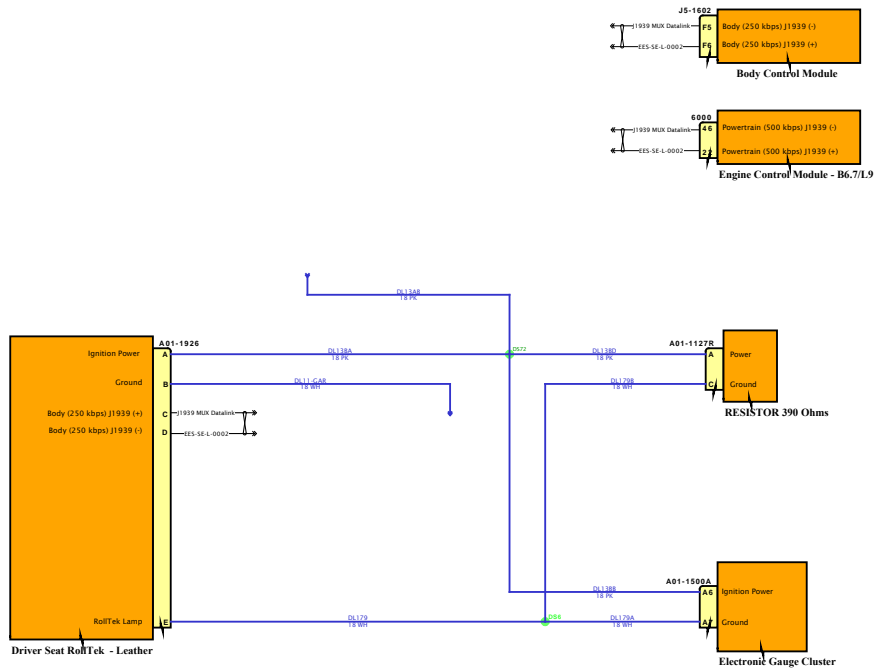 J5-1602
J1939 MUX Datalink
F5
Body (250 kbps) J1939 (-)
EES-SE-L-0002
F6
Body (250 kbps) J1939 (+)
Body Control Module
6000
J1939 MUX Datalink
46
Powertrain (500 kbps) J1939 (-)
EES-SE-L-0002
Powertrain (500 kbps) J1939 (+)
Engine Control Module - B6.7/L9
DL13A8
18 PK
A01-1926
Ignition Power
A
DL138A
18 PK
DS72
DL138D
18 PK
A01-1127R
A
Power
Ground
B
DL11-GAR
18 WH
DL179B
18 WH
C
Ground
RESISTOR 390 Ohms
Body (250 kbps) J1939 (+)
C
J1939 MUX Datalink
Body (250 kbps) J1939 (-)
D
EES-SE-L-0002
DL138B
18 PK
A01-1500A
A6
Ignition Power
RollTek Lamp
E
DL179
18 WH
DL179A
18 WH
Ground
Driver Seat RollTek - Leather
Electronic Gauge Cluster